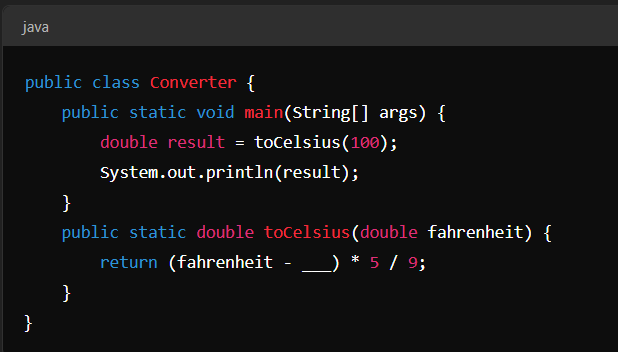 java
public class Converter {
    public static void main(String[] args) {
        double result = toCelsius(100);
        System.out.println(result);
    }
    public static double toCelsius(double fahrenheit) {
        return (fahrenheit - ___) * 5 / 9;
    }
}